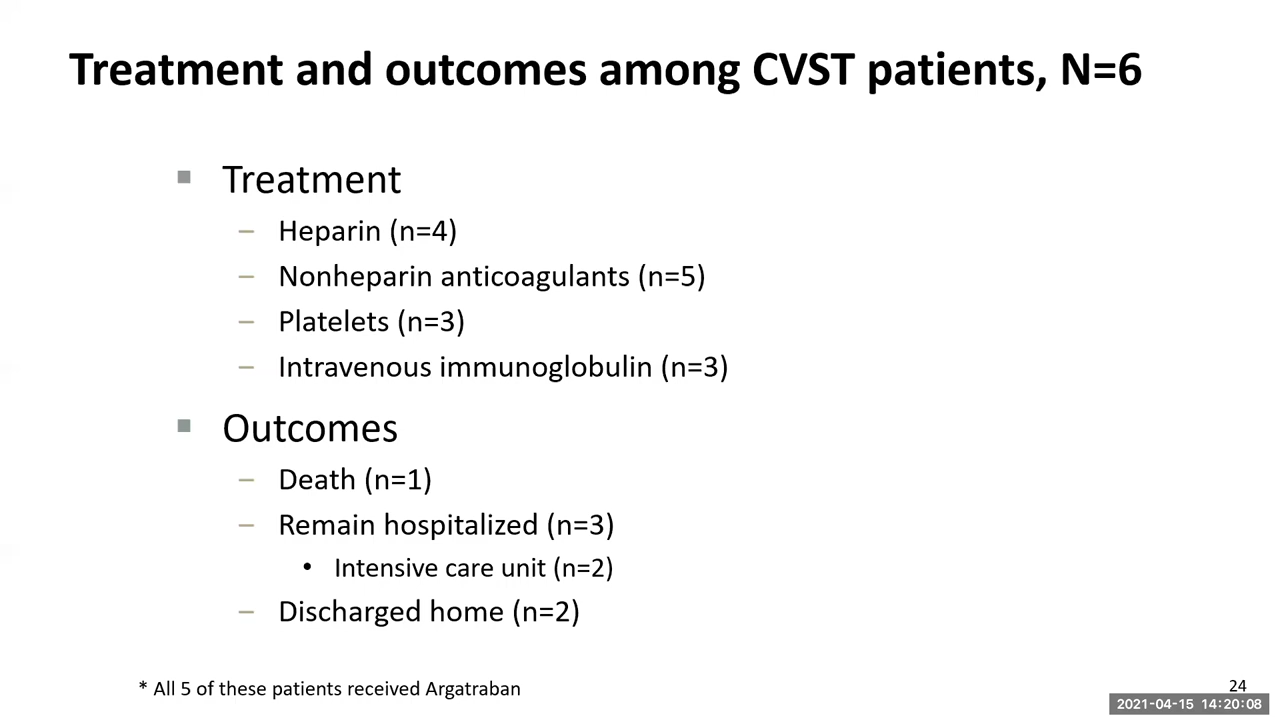 Treatment and outcomes among CVST patients, N=6
▪ Treatment
– Heparin (n=4)
– Nonheparin anticoagulants (n=5)
– Platelets (n=3)
– Intravenous immunoglobulin (n=3)
▪ Outcomes
– Death (n=1)
– Remain hospitalized (n=3)
• Intensive care unit (n=2)
– Discharged home (n=2)
* All 5 of these patients received Argatraban
24
2021-04-15 14:20:08